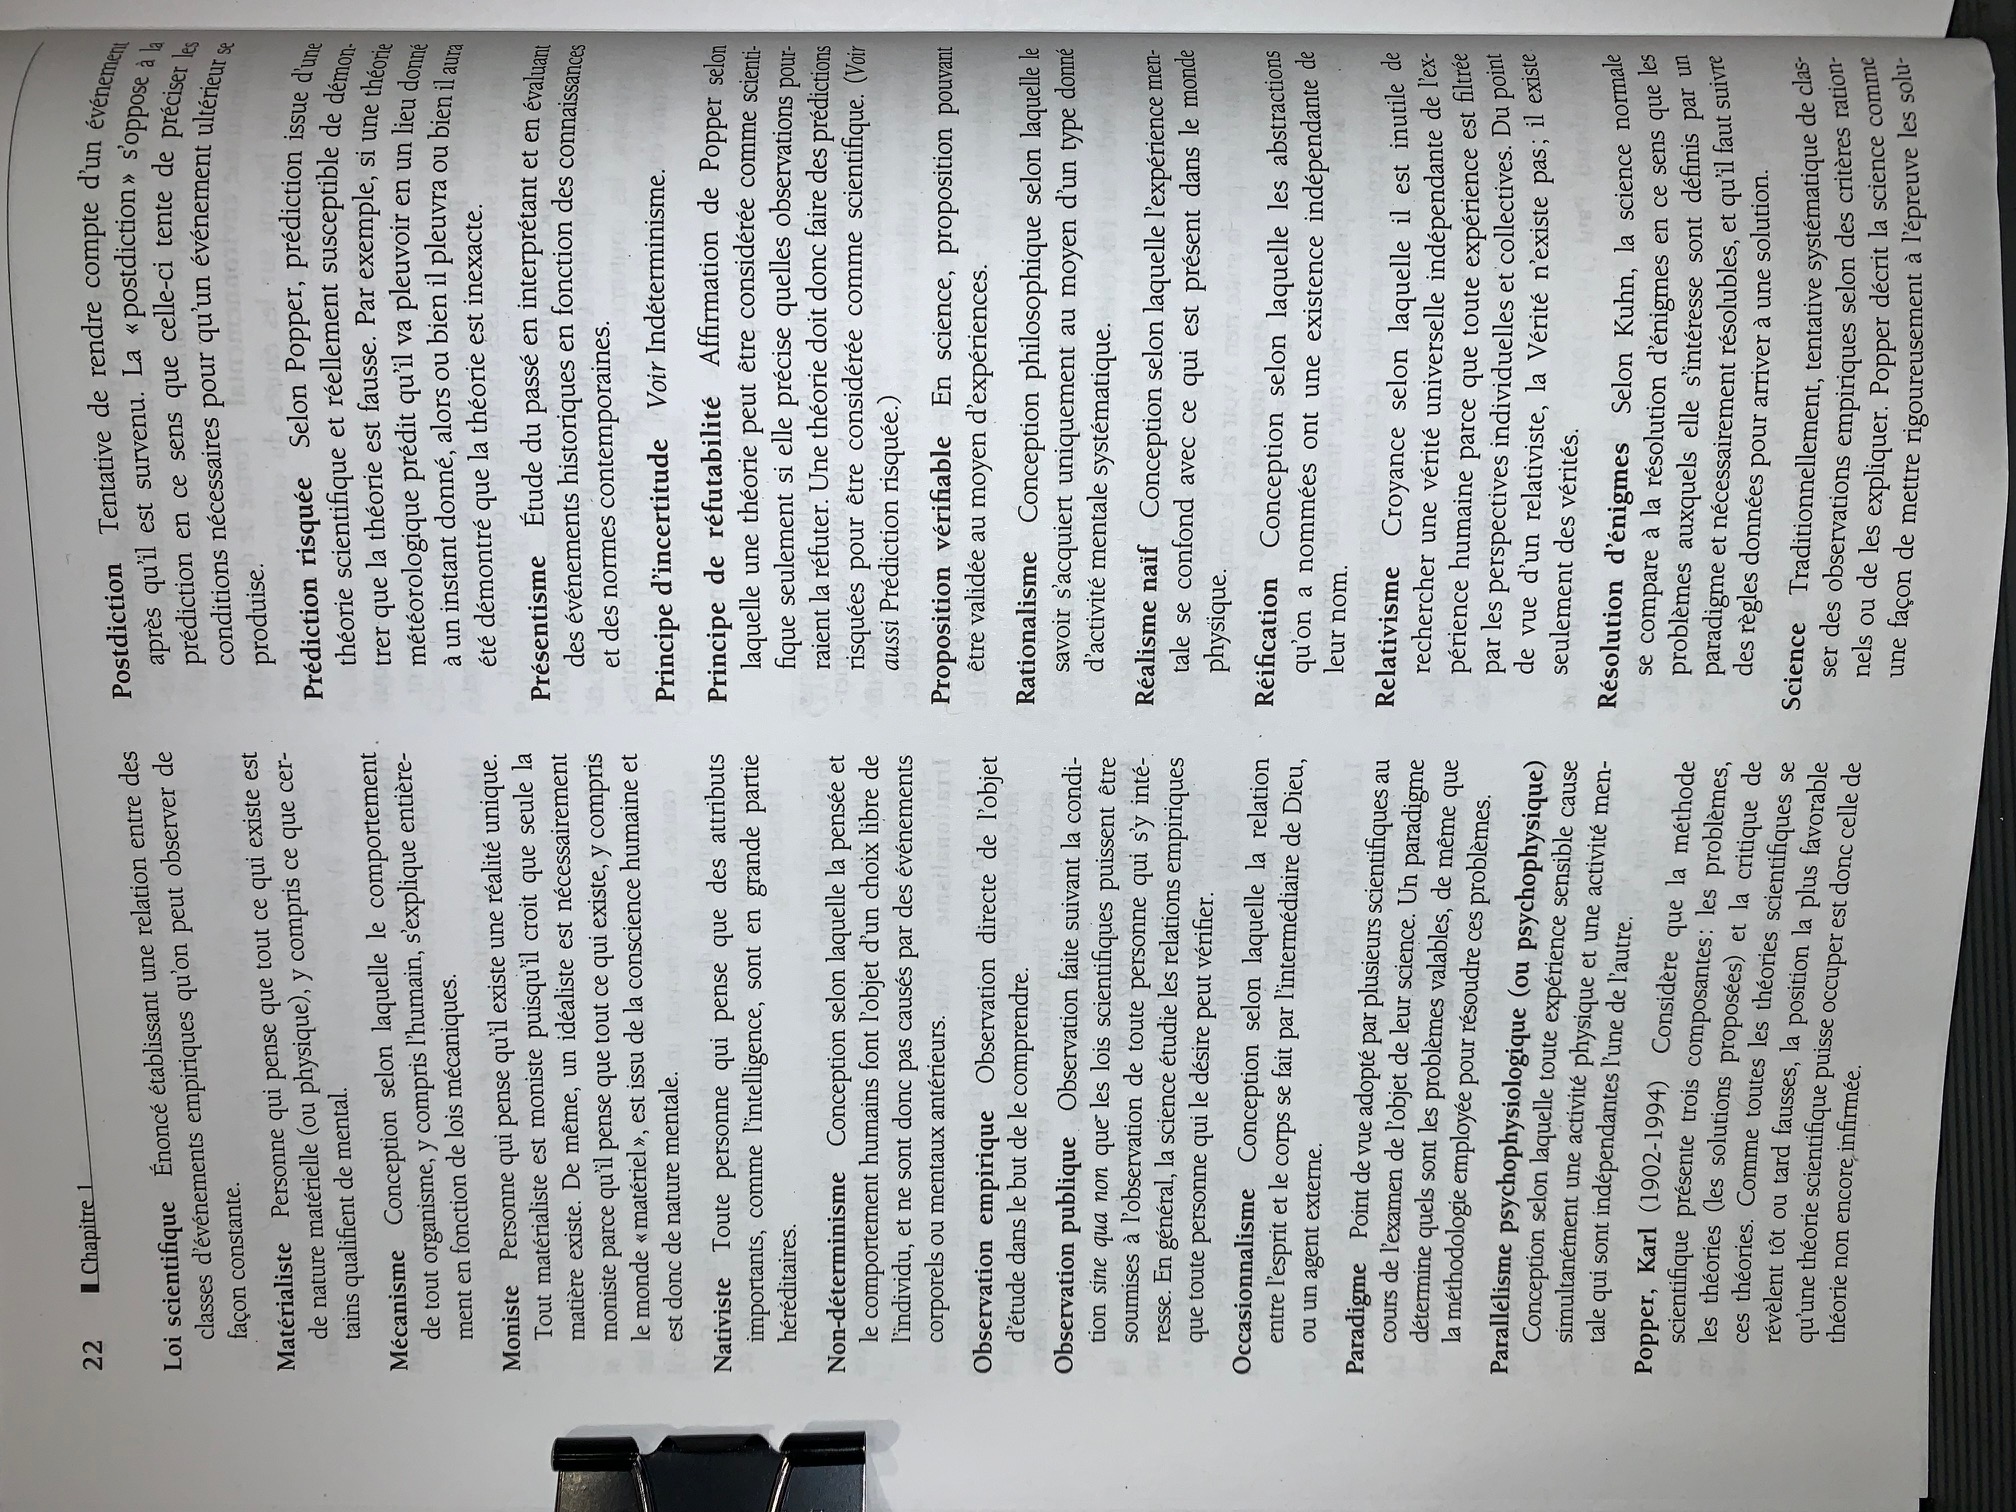 22 Chapitre 1
Loi scientifique Énoncé établissant une relation entre des
classes d'événements empiriques qu'on peut observer de
façon constante.
Matérialiste Personne qui pense que tout ce qui existe est
de nature matérielle (ou physique), y compris ce que cer-
tains qualifient de mental.
Mécanisme Conception selon laquelle le comportement
de tout organisme, y compris l'humain, s'explique entière-
ment en fonction de lois mécaniques.
Moniste Personne qui pense qu'il existe une réalité unique.
Tout matérialiste est moniste puisqu'il croit que seule la
matière existe. De même, un idéaliste est nécessairement
moniste parce qu'il pense que tout ce qui existe, y compris
le monde «matériel», est issu de la conscience humaine et
est donc de nature mentale.
Nativiste Toute personne qui pense que des attributs
importants, comme l'intelligence, sont en grande partie
héréditaires.
Non-déterminisme Conception selon laquelle la pensée et
le comportement humains font l'objet d'un choix libre de
l'individu, et ne sont donc pas causés par des événements
corporels ou mentaux antérieurs.
Observation empirique Observation directe de l'objet
d'étude dans le but de le comprendre.
Observation publique Observation faite suivant la condi-
tion sine qua non que les lois scientifiques puissent être
soumises à l'observation de toute personne qui s'y inté-
resse. En général, la science étudie les relations empiriques
que toute personne qui le désire peut vérifier.
Occasionnalisme Conception selon laquelle la relation
entre l'esprit et le corps se fait par l'intermédiaire de Dieu,
ou un agent externe.
Paradigme Point de vue adopté par plusieurs scientifiques au
cours de l'examen de l'objet de leur science. Un paradigme
détermine quels sont les problèmes valables, de même que
la méthodologie employée pour résoudre ces problèmes.
Parallélisme psychophysiologique (ou psychophysique)
Conception selon laquelle toute expérience sensible cause
simultanément une activité physique et une activité men-
tale qui sont indépendantes l'une de l'autre.
Popper, Karl (1902-1994) Considère que la méthode
scientifique présente trois composantes: les problèmes,
les théories (les solutions proposées) et la critique de
ces théories. Comme toutes les théories scientifiques se
révèlent tôt ou tard fausses, la position la plus favorable
qu'une théorie scientifique puisse occuper est donc celle de
théorie non encore infirmée.
Postdiction Tentative de rendre compte d'un événement
après qu'il est survenu. La «postdiction» s'oppose à la
prédiction en ce sens que celle-ci tente de préciser les
conditions nécessaires pour qu'un événement ultérieur se
produise.
Prédiction risquée Selon Popper, prédiction issue d'une
théorie scientifique et réellement susceptible de démon-
trer que la théorie est fausse. Par exemple, si une théorie
météorologique prédit qu'il va pleuvoir en un lieu donné
à un instant donné, alors ou bien il pleuvra ou bien il aura
été démontré que la théorie est inexacte.
Présentisme Étude du passé en interprétant et en évaluant
des événements historiques en fonction des connaissances
et des normes contemporaines.
Principe d'incertitude Voir Indéterminisme.
Principe de réfutabilité Affirmation de Popper selon
laquelle une théorie peut être considérée comme scienti-
fique seulement si elle précise quelles observations pour-
raient la réfuter. Une théorie doit donc faire des prédictions
risquées pour être considérée comme scientifique. (Voir
aussi Prédiction risquée.)
Proposition vérifiable En science, proposition pouvant
être validée au moyen d'expériences.
Rationalisme Conception philosophique selon laquelle le
savoir s'acquiert uniquement au moyen d'un type donné
d'activité mentale systématique.
Réalisme naïf Conception selon laquelle l'expérience men-
tale se confond avec ce qui est présent dans le monde
physique.
Réification Conception selon laquelle les abstractions
qu'on a nommées ont une existence indépendante de
leur nom.
Relativisme Croyance selon laquelle il est inutile de
rechercher une vérité universelle indépendante de l'ex-
périence humaine parce que toute expérience est filtrée
par les perspectives individuelles et collectives. Du point
de vue d'un relativiste, la Vérité n'existe pas; il existe
seulement des vérités.
Résolution d'énigmes Selon Kuhn, la science normale
se compare à la résolution d'énigmes en ce sens que les
problèmes auxquels elle s'intéresse sont définis par un
paradigme et nécessairement résolubles, et qu'il faut suivre
des règles données pour arriver à une solution.
Science Traditionnellement, tentative systématique de clas-
ser des observations empiriques selon des critères ration-
nels ou de les expliquer. Popper décrit la science comme
une façon de mettre rigoureusement à l'épreuve les solu-